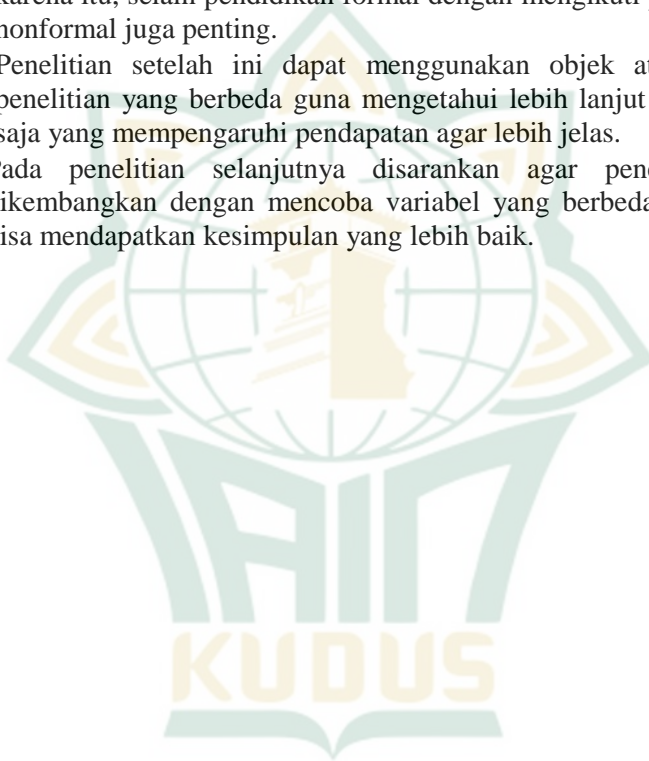 karena itu, selain pendidikan formal dengan mengikuti
nonformal juga penting.
Penelitian setelah ini dapat menggunakan objek
penelitian yang berbeda guna mengetahui lebih lanjut
saja yang mempengaruhi pendapatan agar lebih jelas.
Pada penelitian selanjutnya disarankan agar
dikembangkan dengan mencoba variabel yang berbeda
bisa mendapatkan kesimpulan yang lebih baik.
IAIN
KUDUS